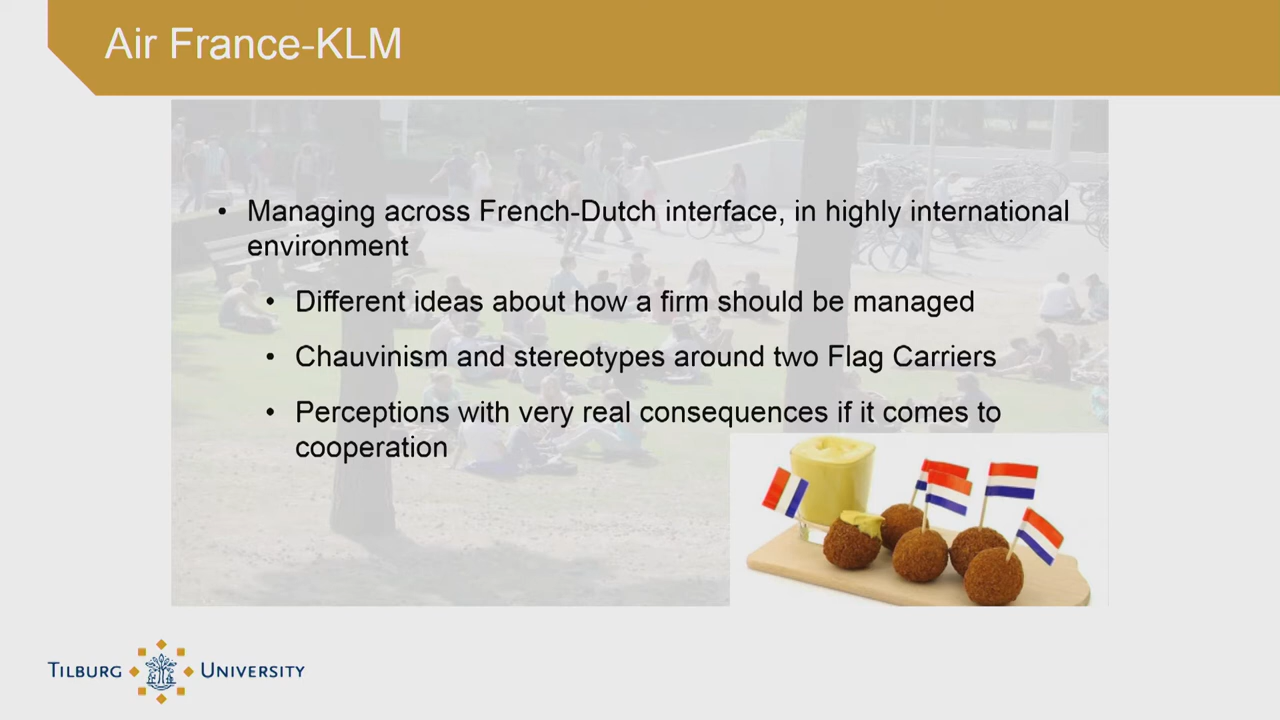 Air France-KLM
• Managing across French-Dutch interface, in highly international
environment
• Different ideas about how a firm should be managed
• Chauvinism and stereotypes around two Flag Carriers
• Perceptions with very real consequences if it comes to
cooperation
TILBURG UNIVERSITY